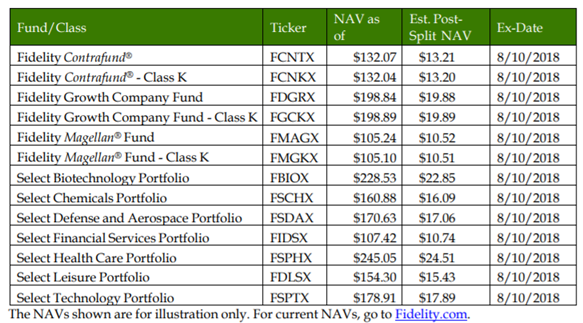 Fund/Class Ticker NAV as of Est. Post-Split NAV Ex-Date
Fidelity Contrafund® FCNTX $132.07 $13.21 8/10/2018
Fidelity Contrafund® - Class K FCNKX $132.04 $13.20 8/10/2018
Fidelity Growth Company Fund FDGRX $198.84 $19.88 8/10/2018
Fidelity Growth Company Fund - Class K FGCKX $198.89 $19.89 8/10/2018
Fidelity Magellan® Fund FMAGX $105.24 $10.52 8/10/2018
Fidelity Magellan® Fund - Class K FMGKX $105.10 $10.51 8/10/2018
Select Biotechnology Portfolio FBIOX $228.53 $22.85 8/10/2018
Select Chemicals Portfolio FSCHX $160.88 $16.09 8/10/2018
Select Defense and Aerospace Portfolio FSDAX $170.63 $17.06 8/10/2018
Select Financial Services Portfolio FIDSX $107.42 $10.74 8/10/2018
Select Health Care Portfolio FSPHX $245.05 $24.51 8/10/2018
Select Leisure Portfolio FDLSX $154.30 $15.43 8/10/2018
Select Technology Portfolio FSPTX $178.91 $17.89 8/10/2018
The NAVs shown are for illustration only. For current NAVs, go to Fidelity.com.